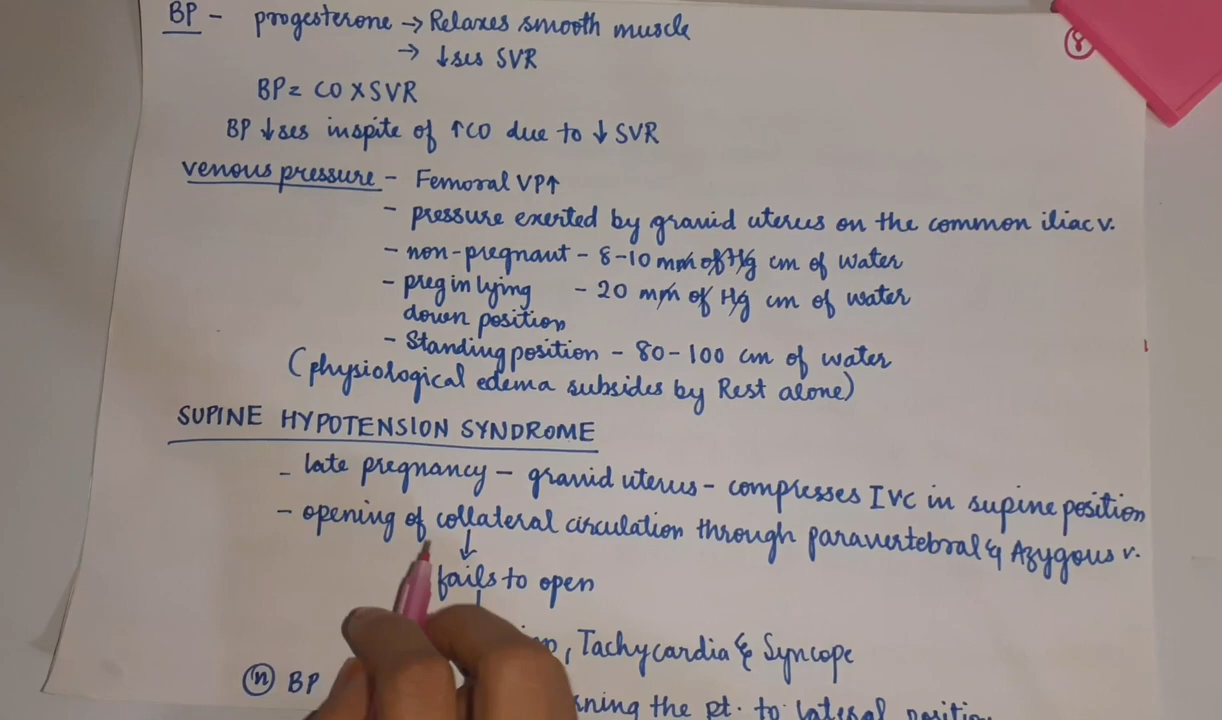 8
BP - progesterone → Relaxes smooth muscle
→ ↓ses SVR
BP = CO X SVR
BP ↓ses inspite of ↑CO due to ↓ SVR
venous pressure - Femoral VP↑
- pressure exerted by gravid uterus on the common iliac v.
- non-pregnant - 8-10 mm of Hg cm of water
- preg in lying - 20 mm of Hg cm of water
down position
- Standing position - 80-100 cm of water
(physiological edema subsides by Rest alone)
SUPINE HYPOTENSION SYNDROME
- late pregnancy - gravid uterus - compresses IVC in supine position
- opening of collateral circulation through paravertebral & Azygous v.
↓
fails to open
, Tachycardia & Syncope
n BP
the pt. to lateral position